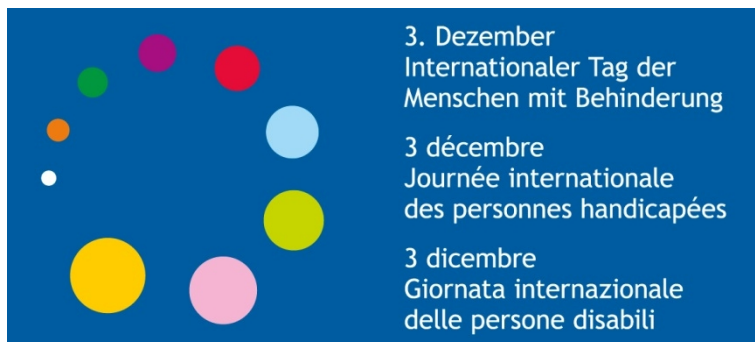 3. Dezember
Internationaler Tag der
Menschen mit Behinderung
3 décembre
Journée internationale
des personnes handicapées
3 dicembre
Giornata internazionale
delle persone disabili